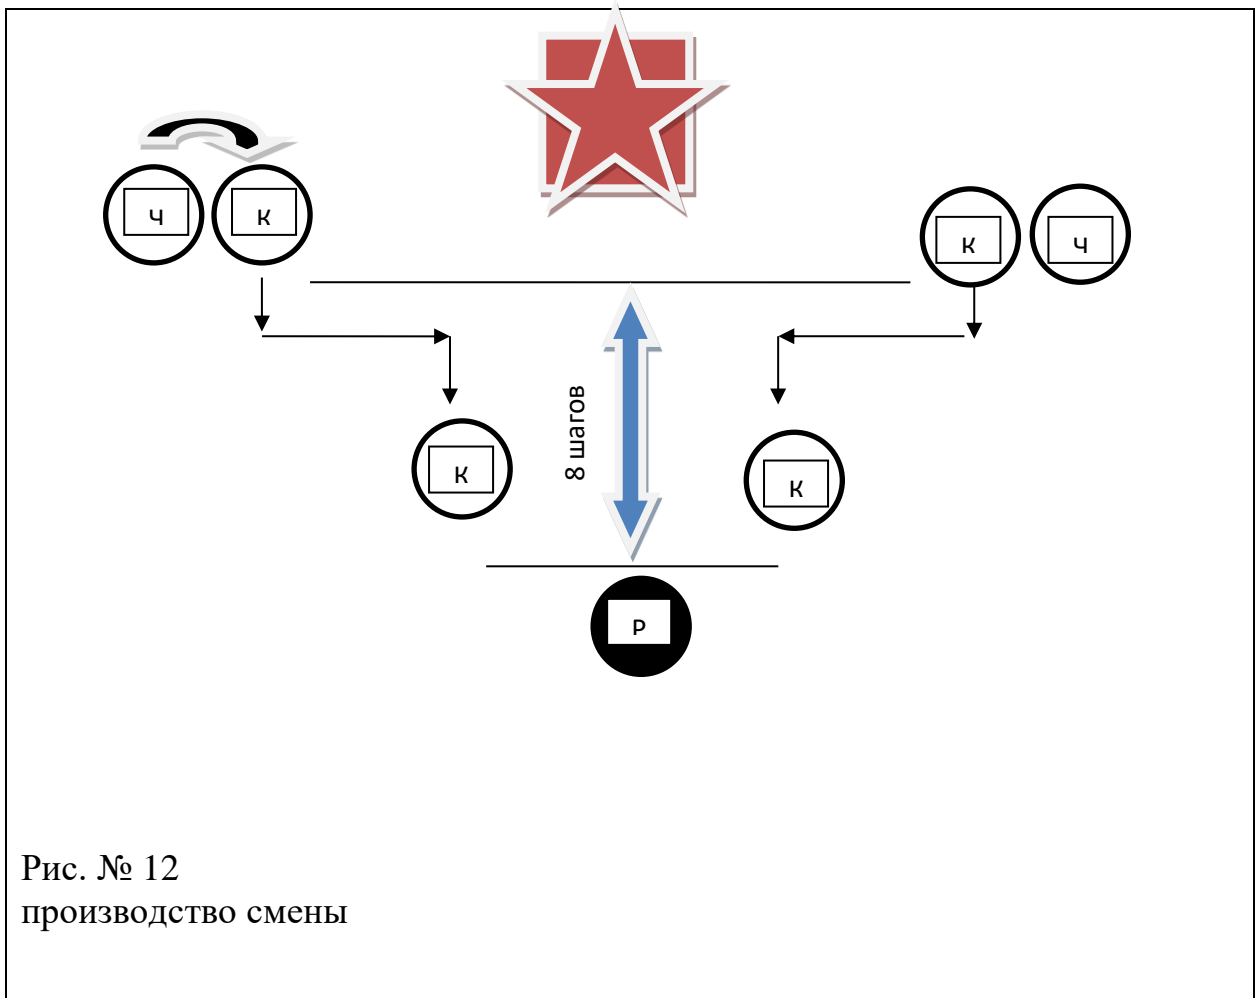 ч к
к ч
8 шагов
к к
Р
Рис. № 12
производство смены